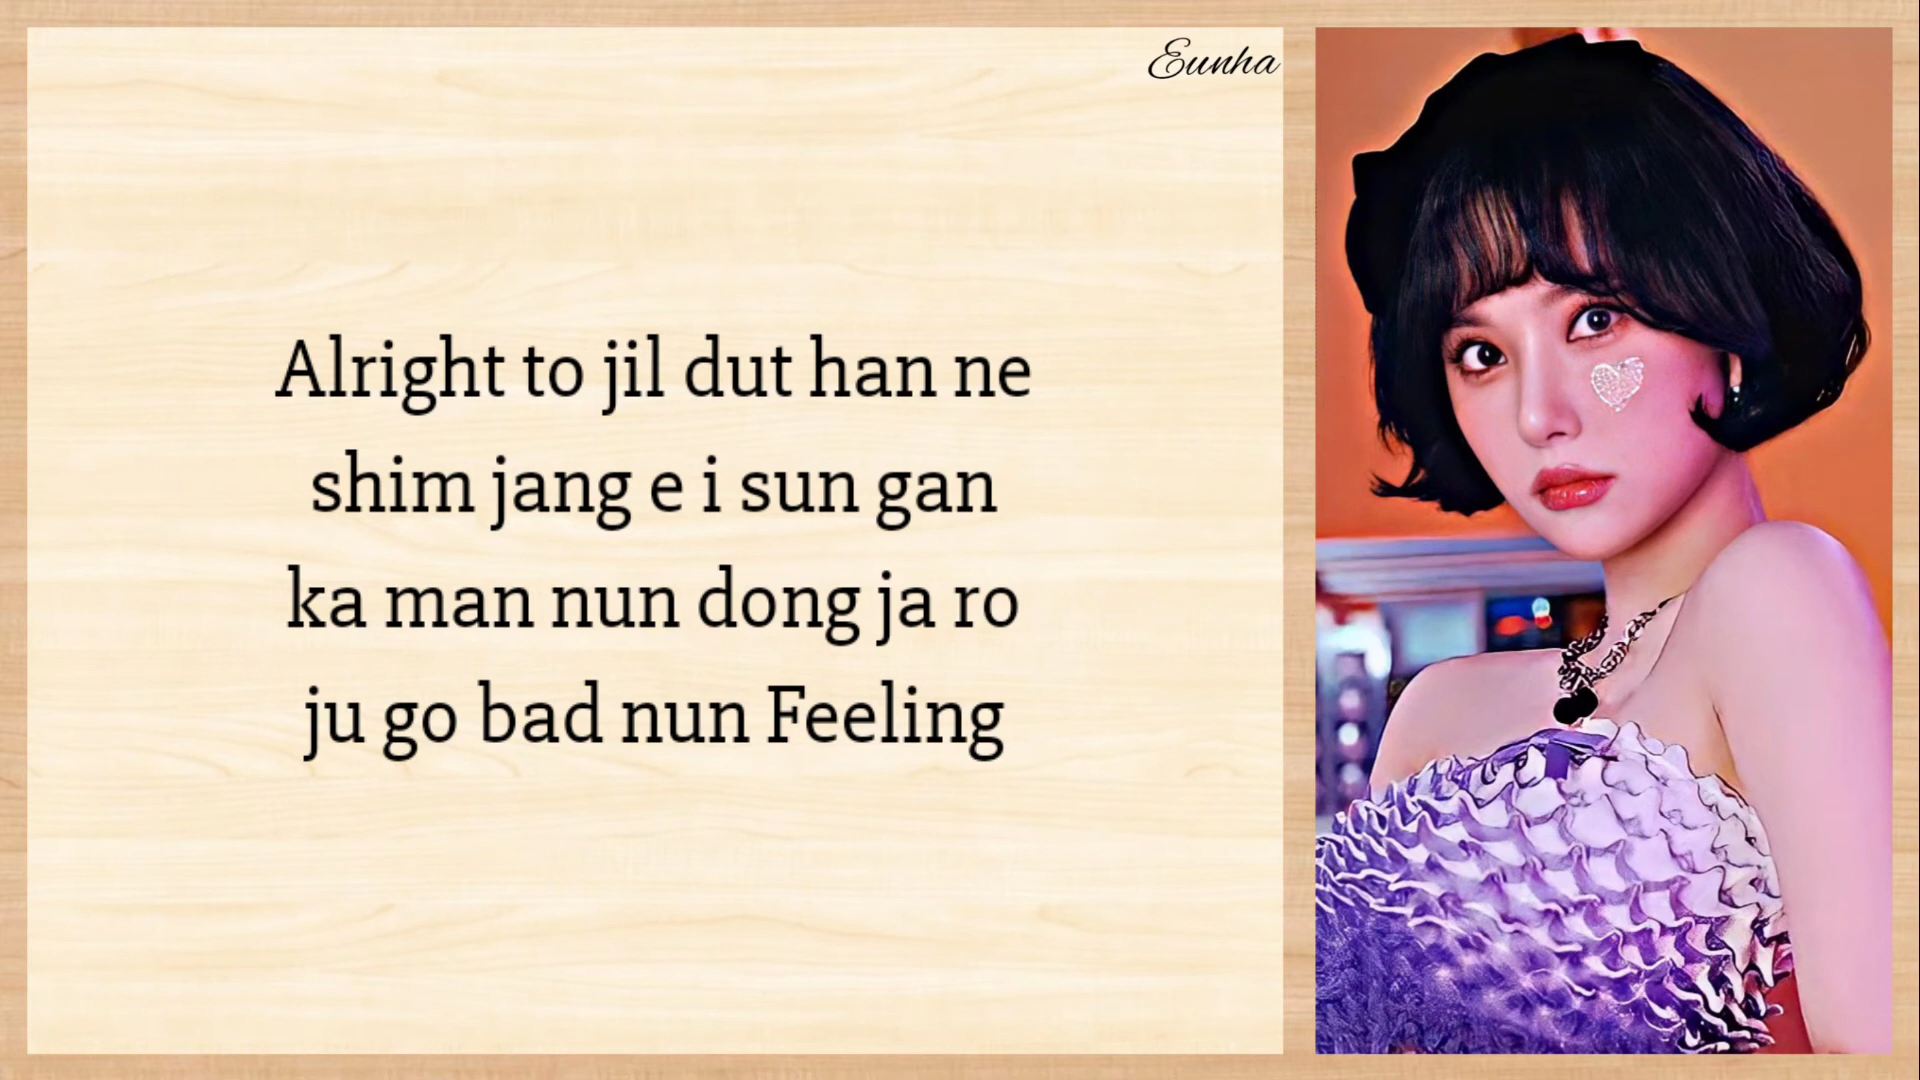 Eunha
Alright to jil dut han ne
shim jang e i sun gan
ka man nun dong ja ro
ju go bad nun Feeling